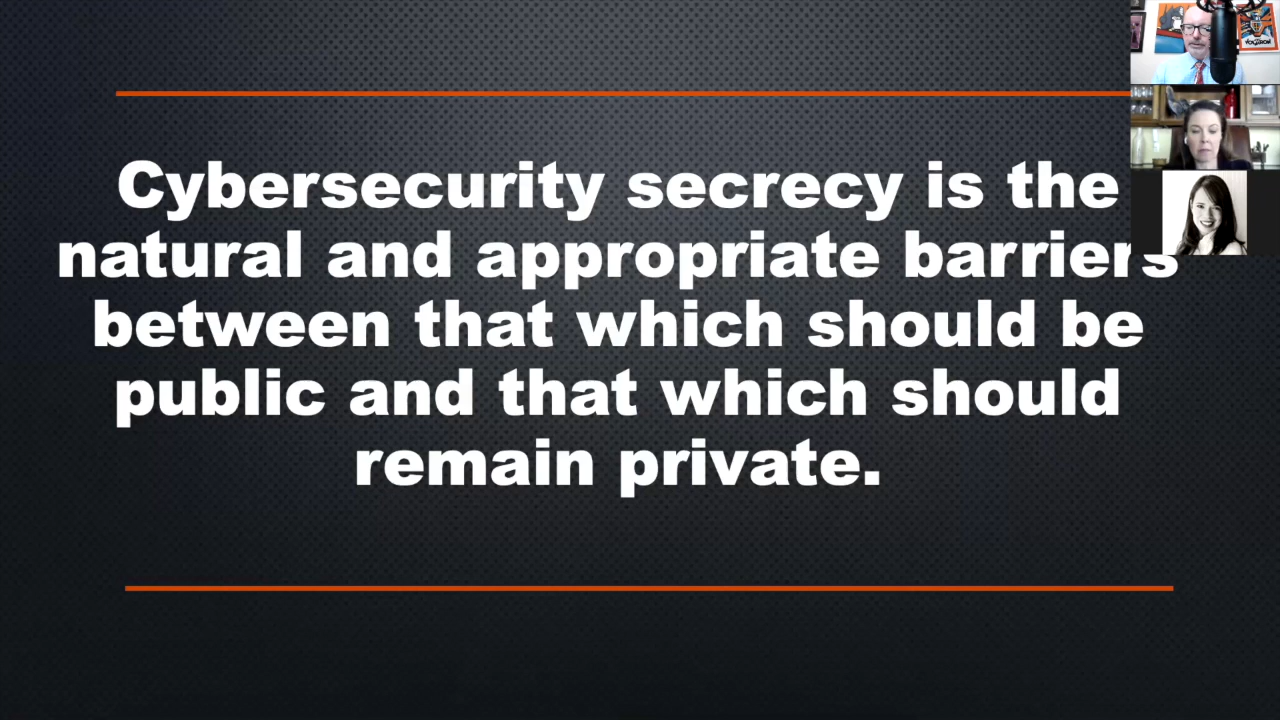 Cybersecurity secrecy is the
natural and appropriate barriers
between that which should be
public and that which should
remain private.